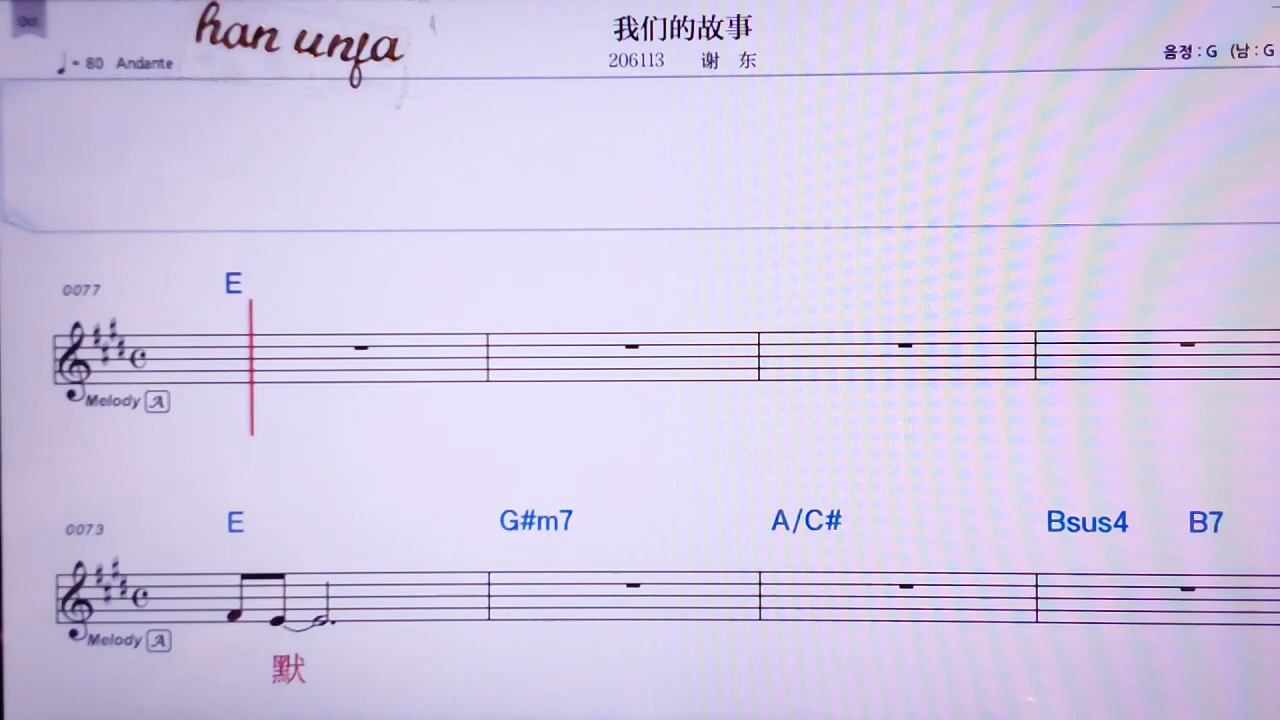 han unfa
我们的故事
♩ = 80 Andante
206113 谢 东
음정 : G (남 : G
0077
E
Melody A
0073
E G#m7 A/C# Bsus4 B7
Melody A
默